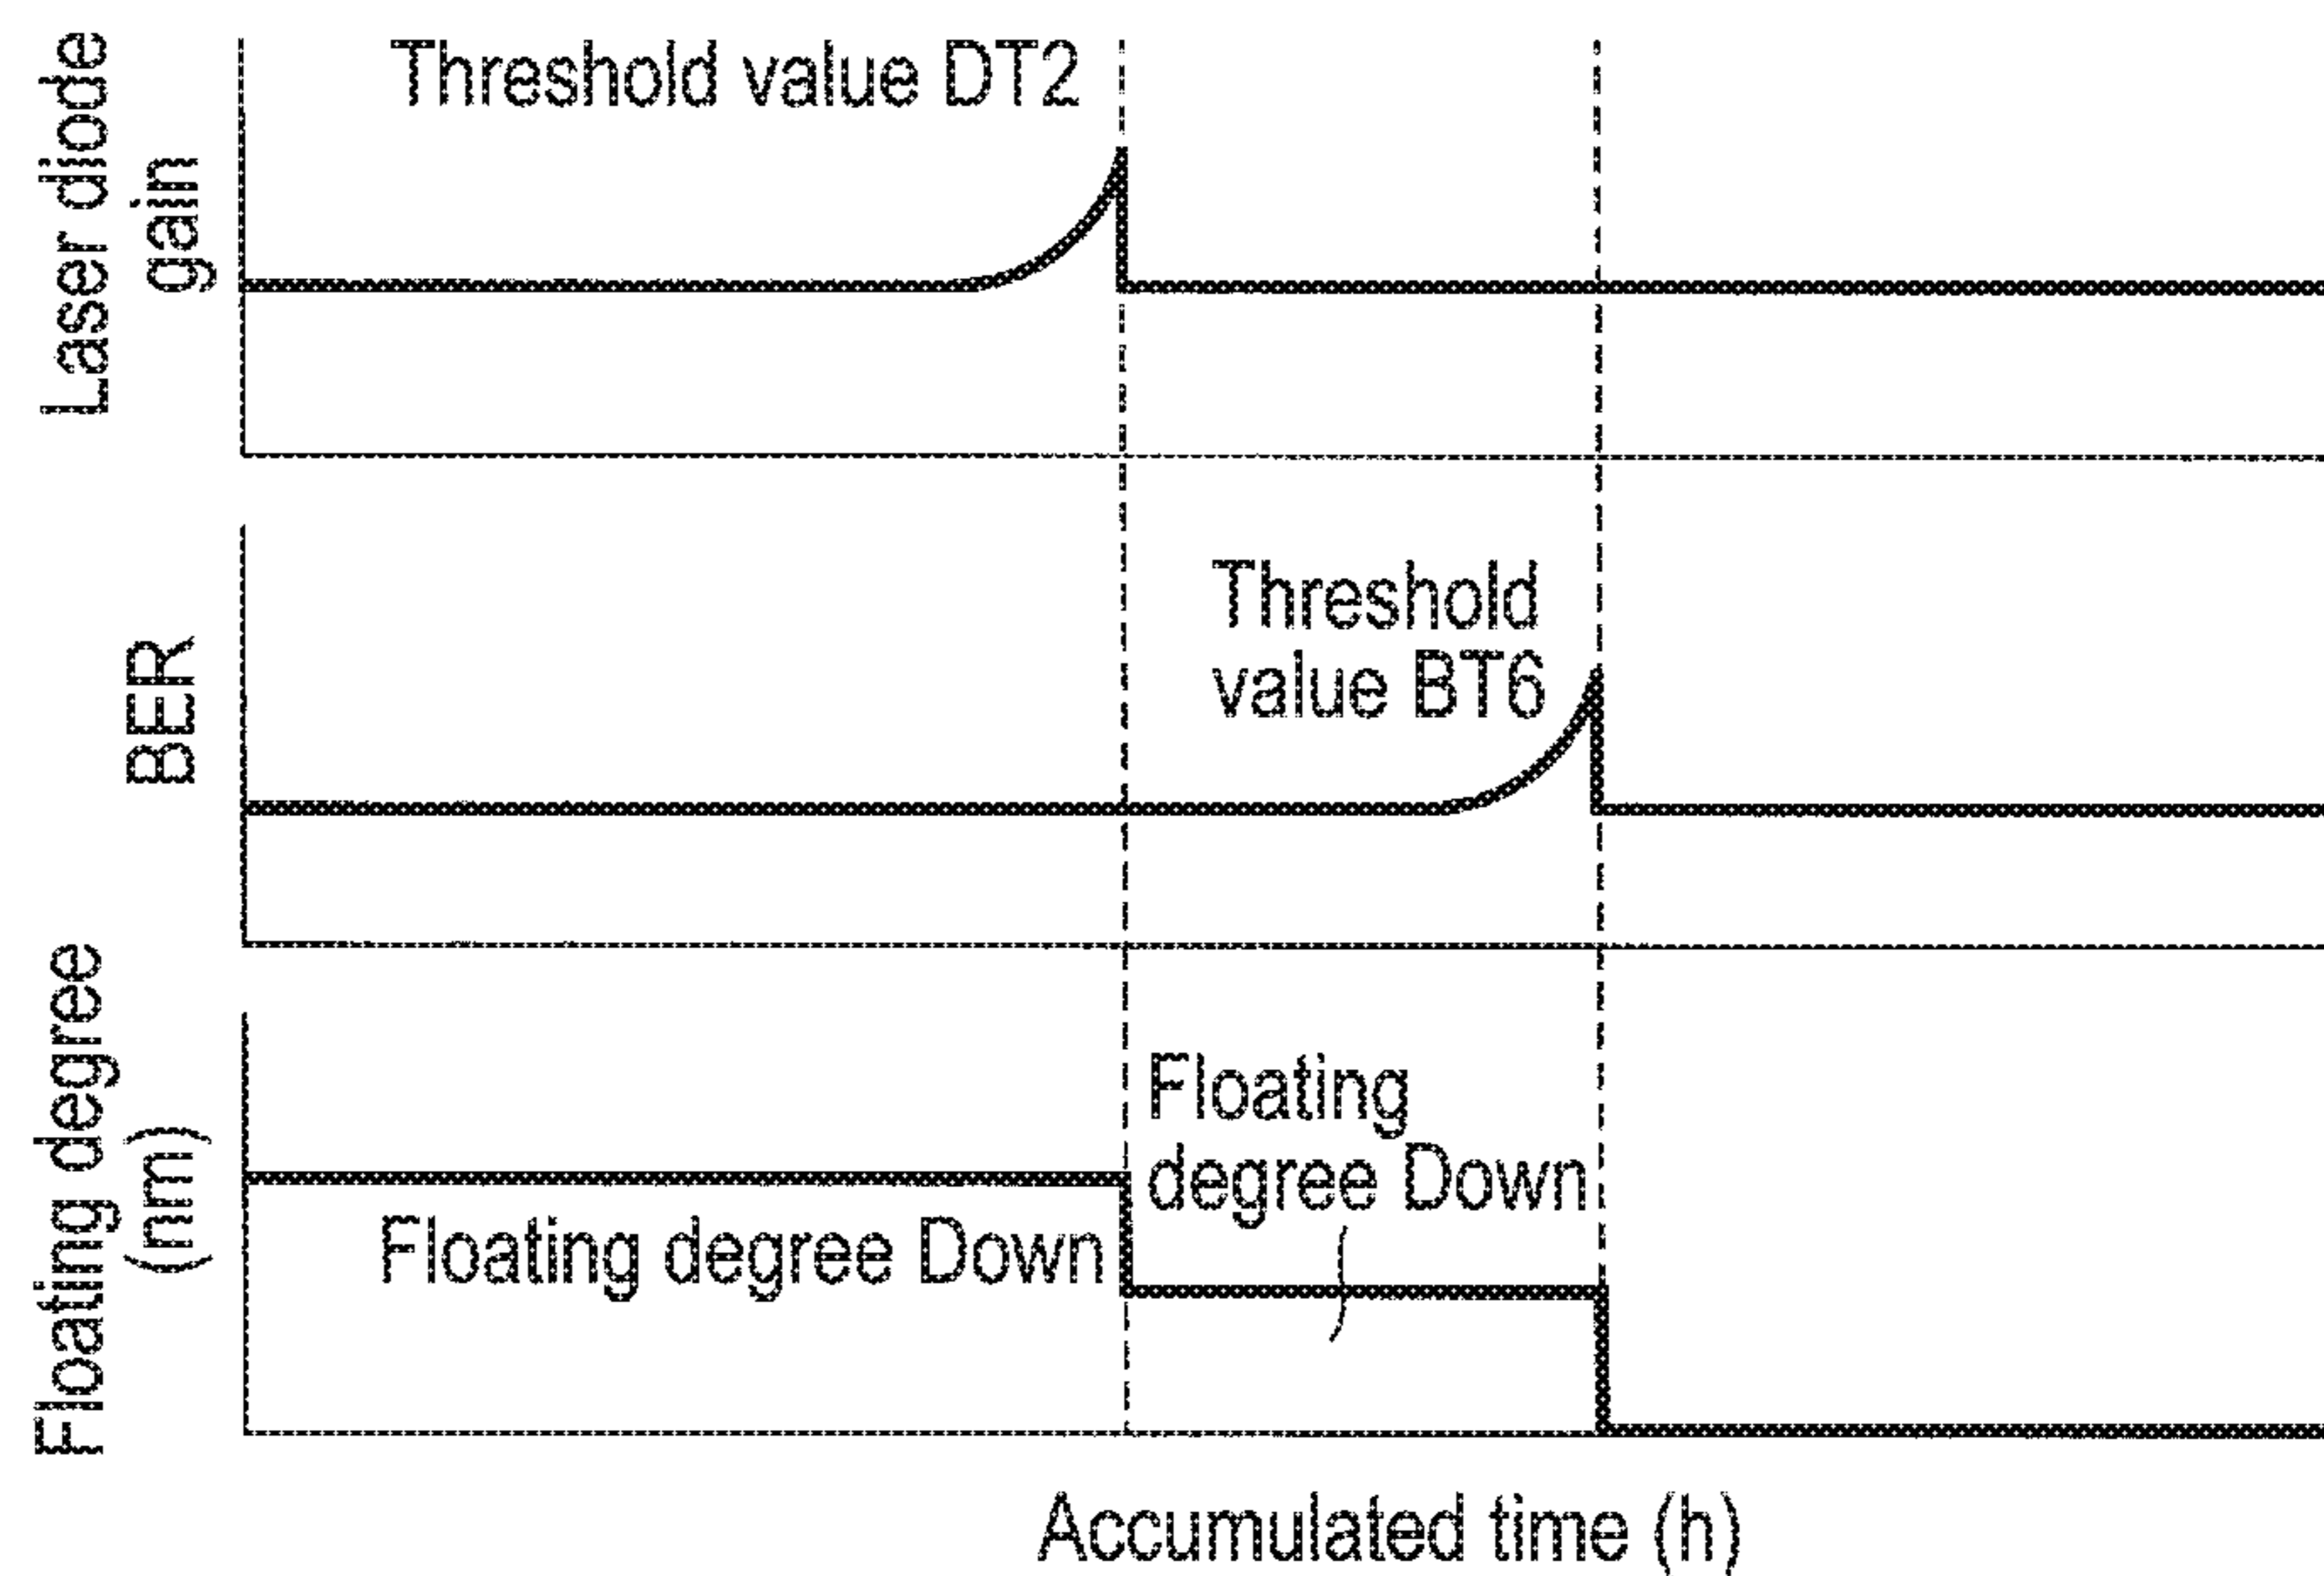 Laser diode
gain
Threshold value DT2
BER
Threshold
value BT6
Floating degree
(nm)
Floating
degree Down
Floating degree Down
Accumulated time (h)